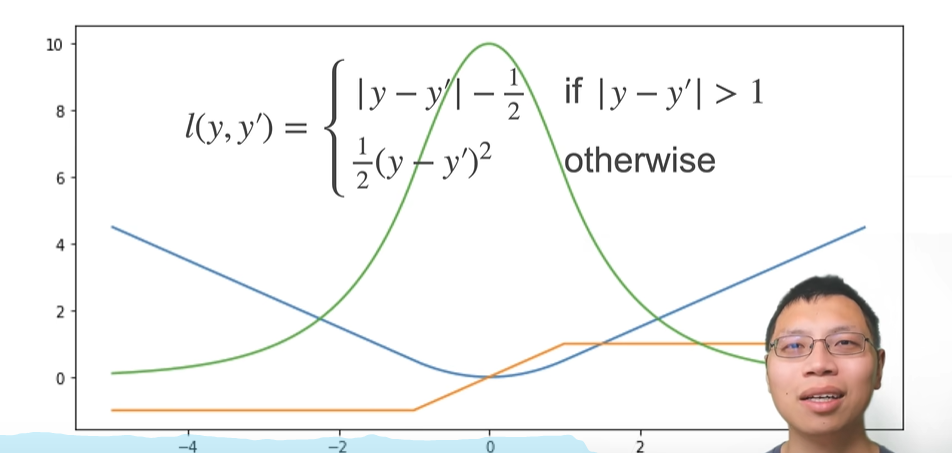 10
8
6
4
2
0
l(y, y′) = { |y − y′| − 1/2 if |y − y′| > 1
1/2(y − y′)² otherwise
−4 −2 0 2